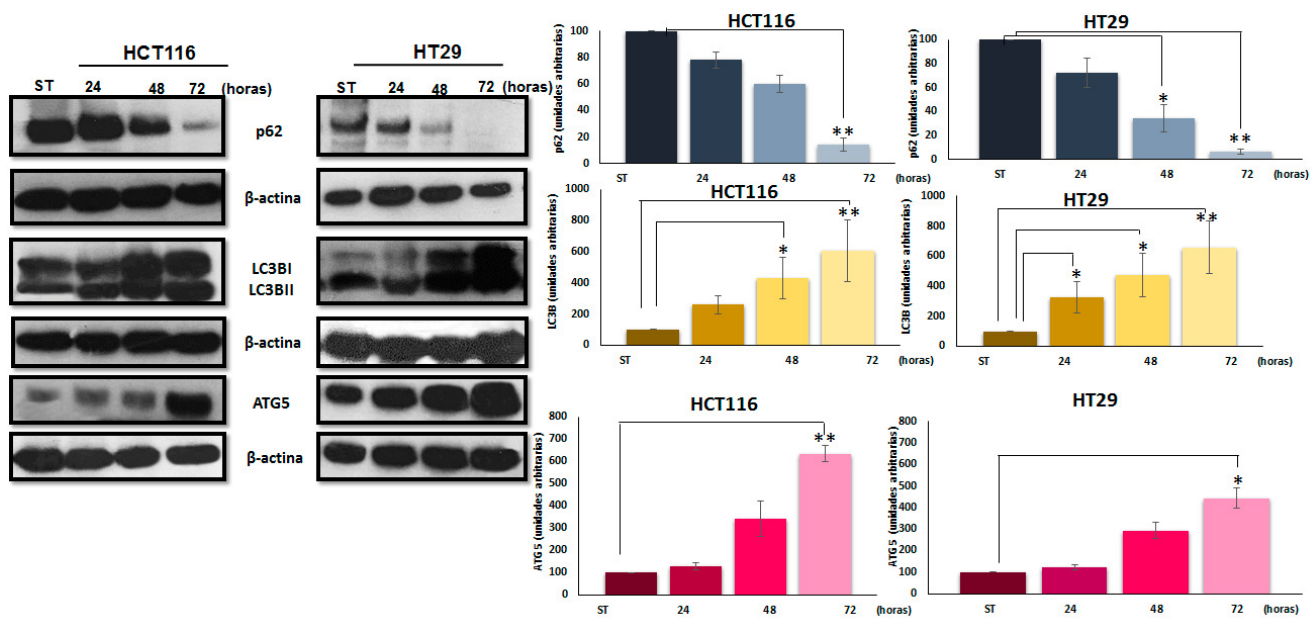 HCT116
ST 24 48 72 (horas)
p62
β-actina
LC3BI
LC3BII
β-actina
ATG5
β-actina
HT29
ST 24 48 72 (horas)
HCT116
p62 (unidades arbitrarias)
100
80
60
40
20
0
**
ST 24 48 72 (horas)
HT29
p62 (unidades arbitrarias)
100
80
60
40
20
0
*
**
ST 24 48 72 (horas)
HCT116
LC3B (unidades arbitrarias)
1000
800
600
400
200
0
*
**
ST 24 48 72 (horas)
HT29
LC3B (unidades arbitrarias)
1000
800
600
400
200
0
*
*
**
ST 24 48 72 (horas)
HCT116
ATG5 (unidades arbitrarias)
800
700
600
500
400
300
200
100
0
**
ST 24 48 72 (horas)
HT29
ATG5 (unidades arbitrarias)
800
700
600
500
400
300
200
100
0
*
ST 24 48 72 (horas)